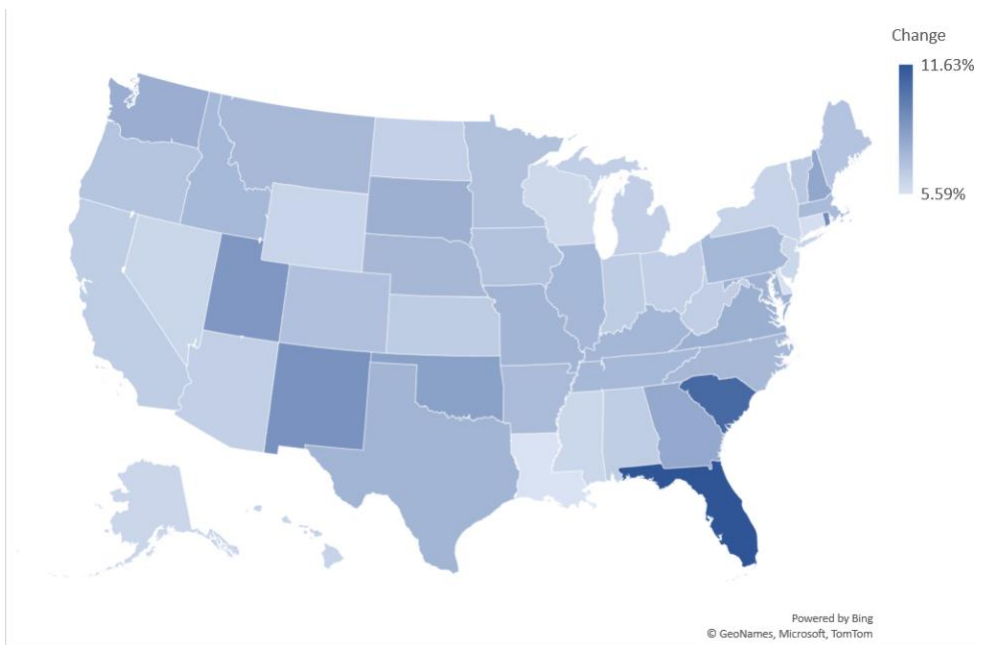 Change
11.63%
5.59%
Powered by Bing
© GeoNames, Microsoft, TomTom